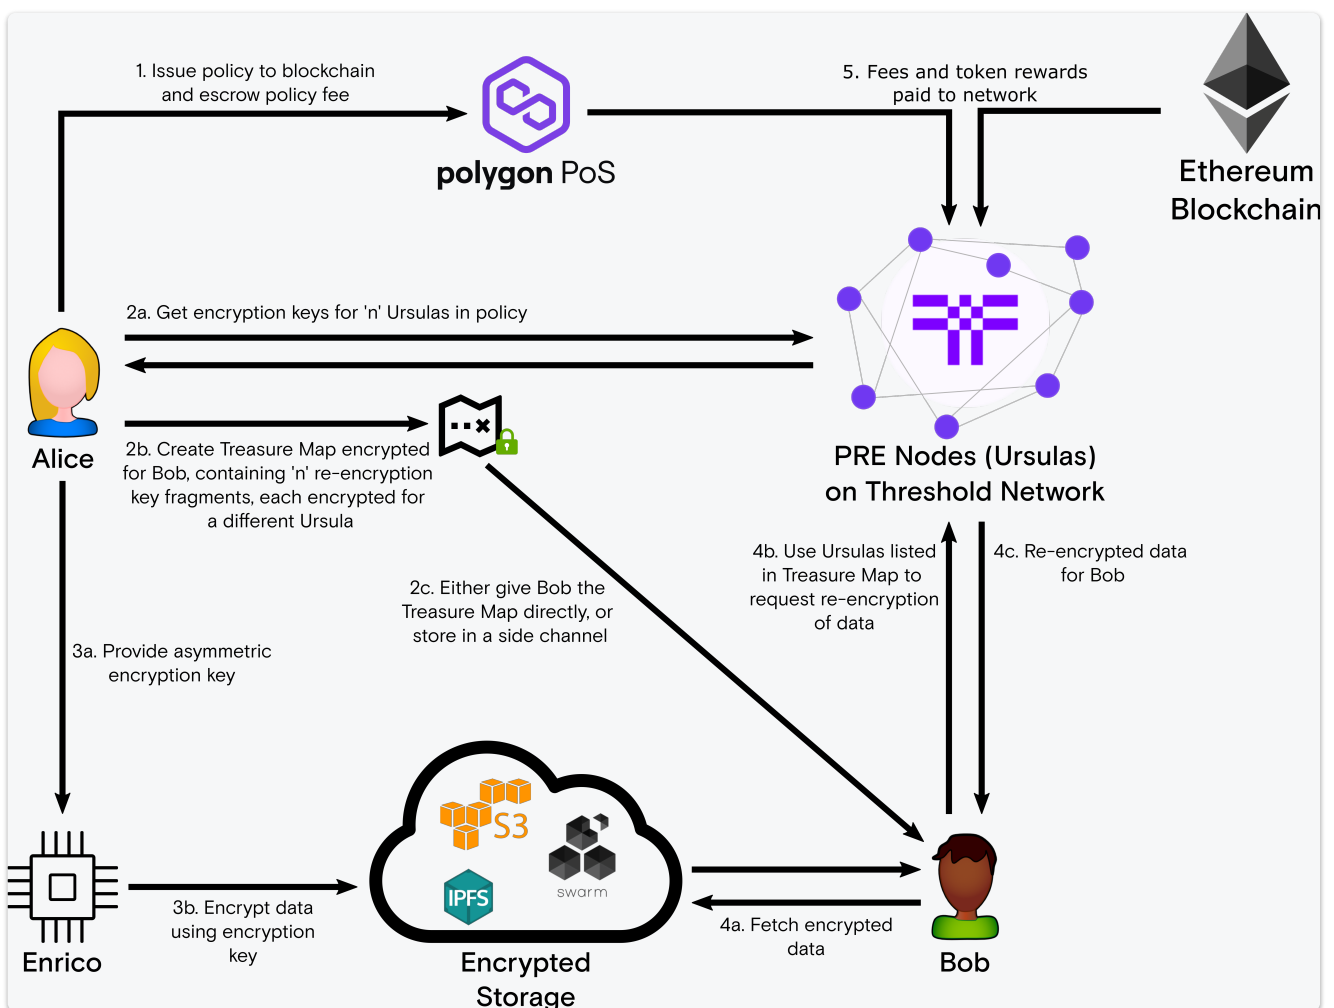 1. Issue policy to blockchain
and escrow policy fee
polygon PoS
5. Fees and token rewards
paid to network
Ethereum
Blockchain
2a. Get encryption keys for 'n' Ursulas in policy
Alice
2b. Create Treasure Map encrypted
for Bob, containing 'n' re-encryption
key fragments, each encrypted for
a different Ursula
PRE Nodes (Ursulas)
on Threshold Network
2c. Either give Bob the
Treasure Map directly, or
store in a side channel
4b. Use Ursulas listed
in Treasure Map to
request re-encryption
of data
4c. Re-encrypted data
for Bob
3a. Provide asymmetric
encryption key
Enrico
3b. Encrypt data
using encryption
key
S3
swarm
IPFS
Encrypted
Storage
4a. Fetch encrypted
data
Bob